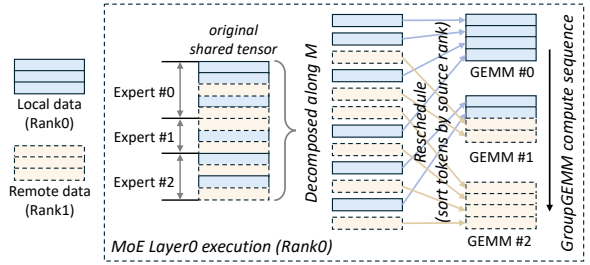 Local data
(Rank0)
Remote data
(Rank1)
original
shared tensor
Expert #0
Expert #1
Expert #2
Decomposed along M
Reschedule
(sort tokens by source rank)
GEMM #0
GEMM #1
GEMM #2
GroupGEMM compute sequence
MoE Layer0 execution (Rank0)